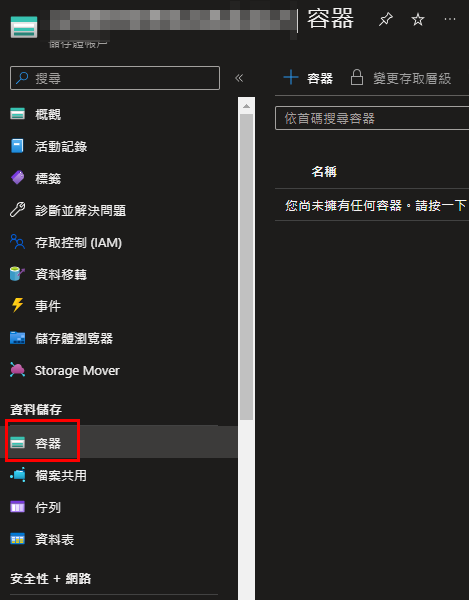 容器
儲存體帳戶
搜尋
«
概觀
活動記錄
標籤
診斷並解決問題
存取控制 (IAM)
資料移轉
事件
儲存體瀏覽器
Storage Mover
資料儲存
容器
檔案共用
佇列
資料表
安全性 + 網路
+ 容器
變更存取層級
依首碼搜尋容器
名稱
您尚未擁有任何容器。請按一下